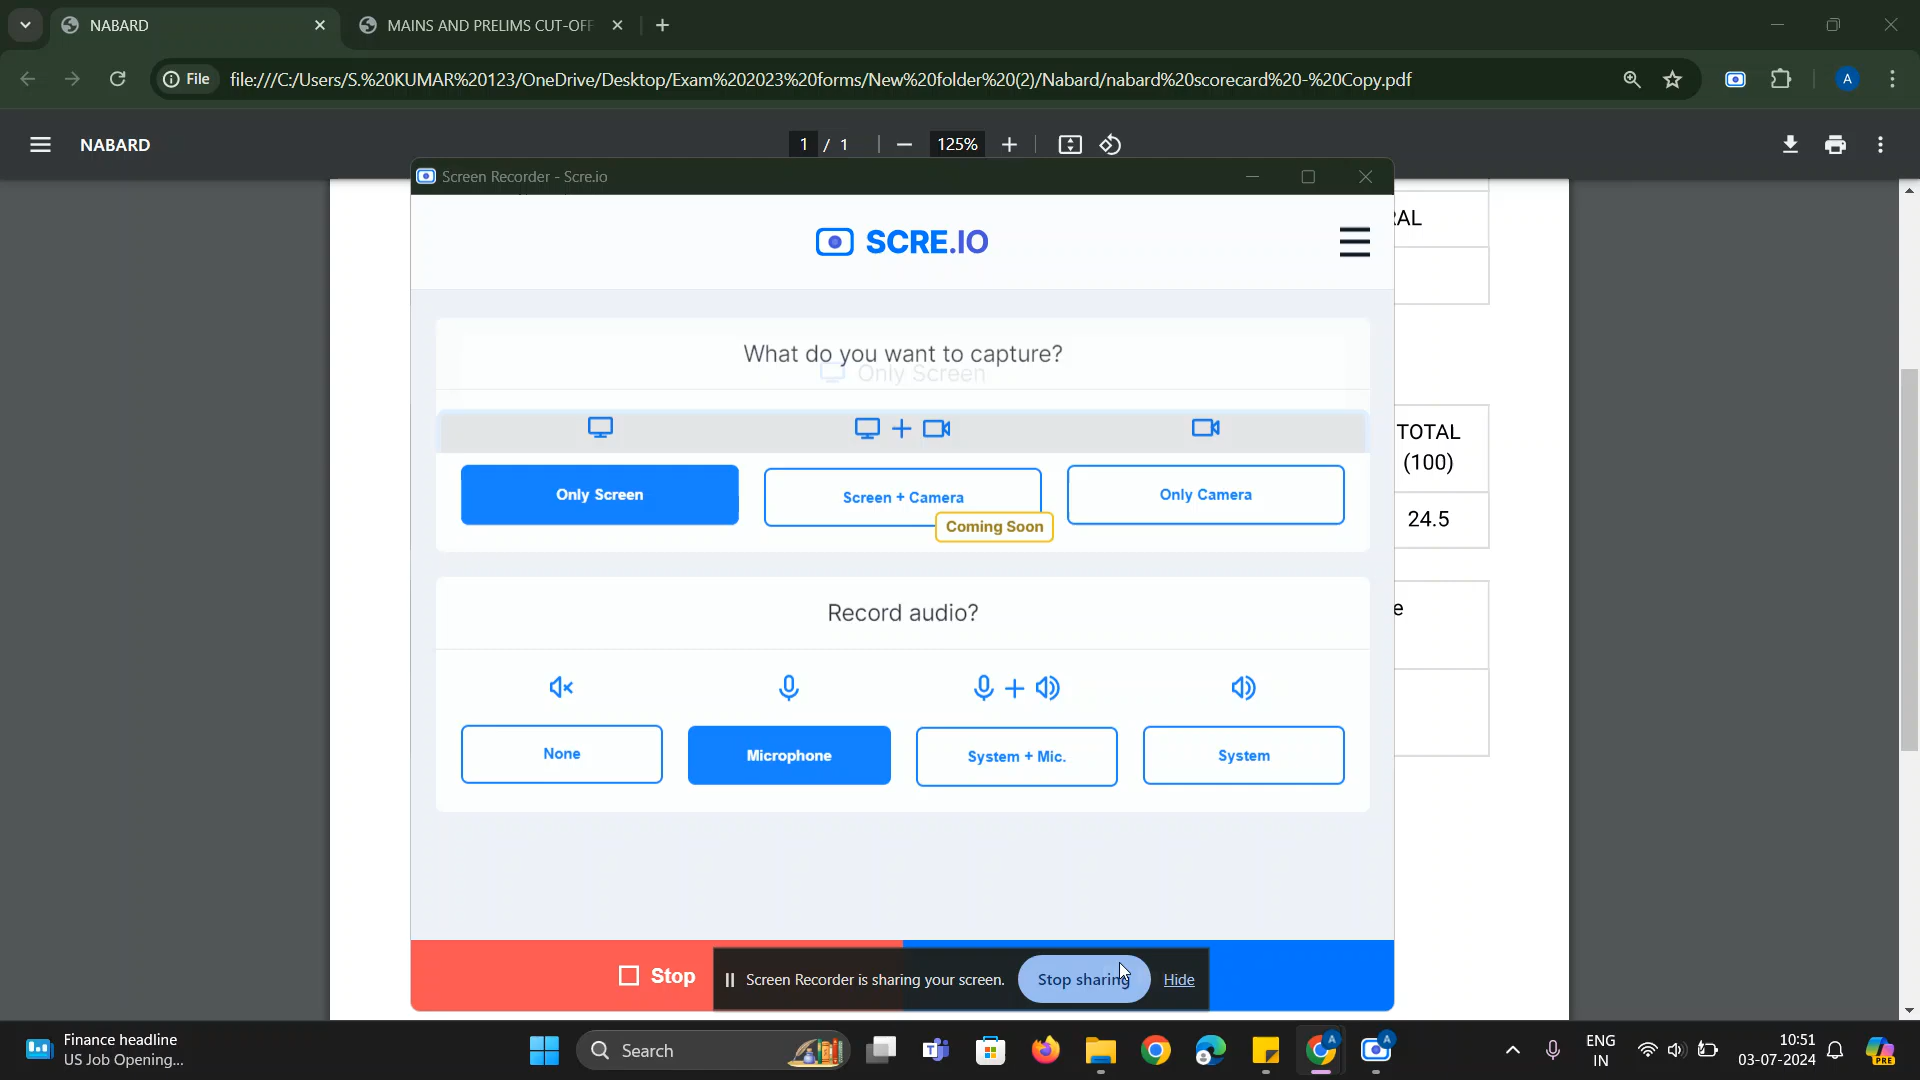 NABARD
MAINS AND PRELIMS CUT-OFF
File
file:///C:/Users/S.%20KUMAR%20123/OneDrive/Desktop/Exam%202023%20forms/New%20folder%20(2)/Nabard/nabard%20scorecard%20-%20Copy.pdf
A
NABARD
1 / 1
125%
Screen Recorder - Scre.io
SCRE.IO
RAL
What do you want to capture?
Only Screen
TOTAL
(100)
Only Screen
Screen + Camera
Only Camera
Coming Soon
24.5
Record audio?
e
None
Microphone
System + Mic.
System
Stop
Screen Recorder is sharing your screen.
Stop sharing
Hide
Finance headline
US Job Opening...
Search
A
A
ENG
IN
10:51
03-07-2024
PRE